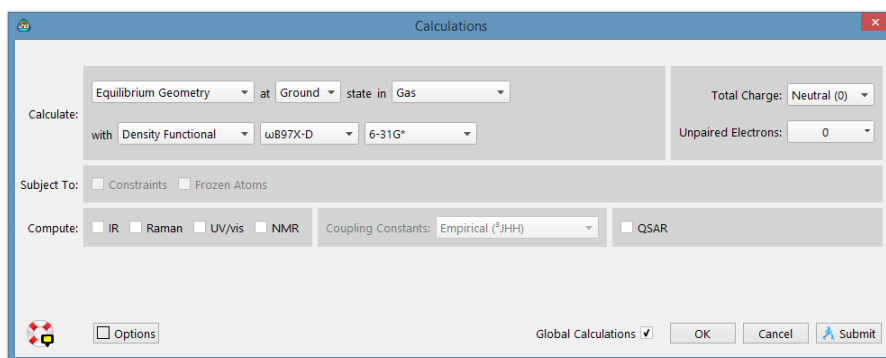 Calculations
Calculate: Equilibrium Geometry at Ground state in Gas Total Charge: Neutral (0)
with Density Functional ωB97X-D 6-31G* Unpaired Electrons: 0
Subject To: Constraints Frozen Atoms
Compute: IR Raman UV/vis NMR Coupling Constants: Empirical (³JHH) QSAR
Options Global Calculations OK Cancel Submit